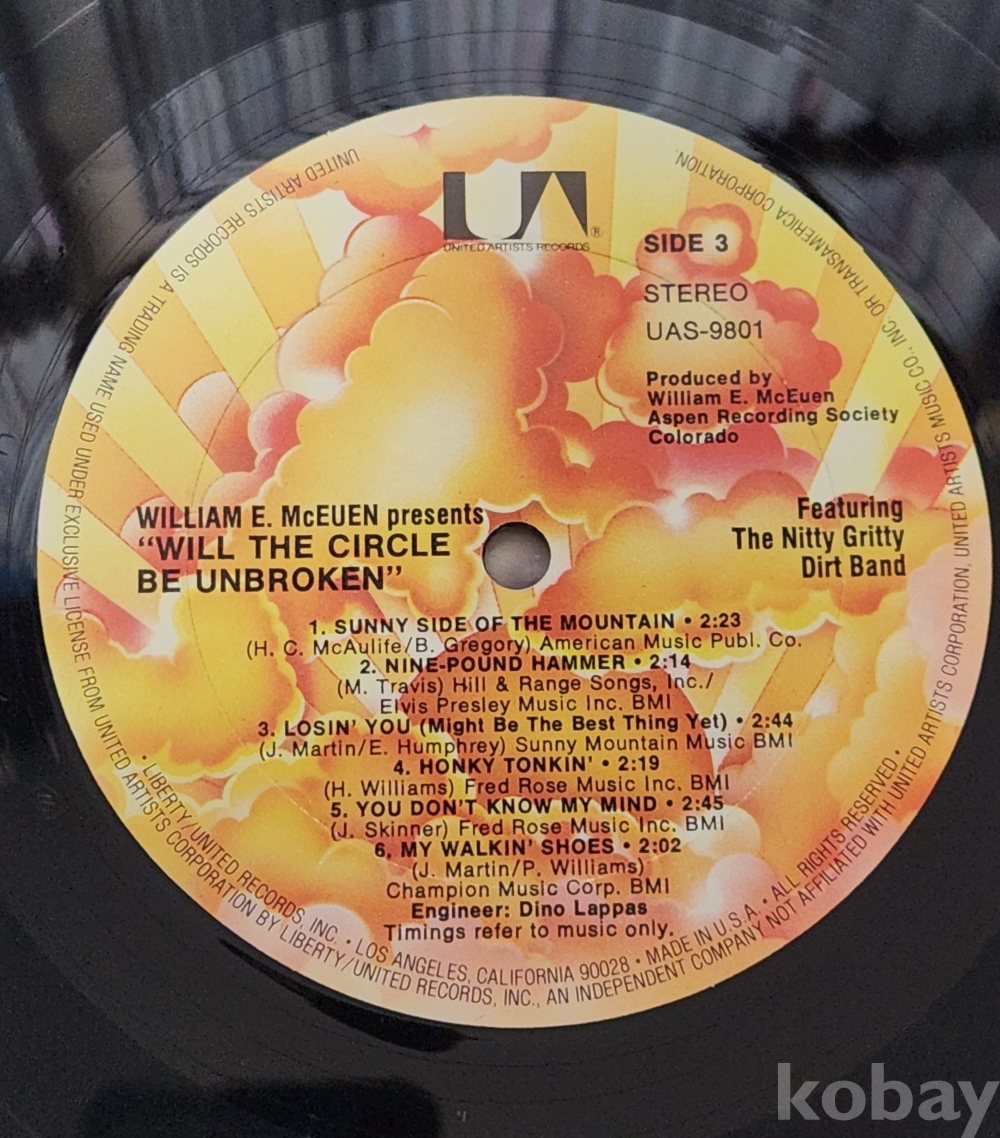 UA®
UNITED ARTISTS RECORDS
SIDE 3
STEREO
UAS-9801
Produced by
William E. McEuen
Aspen Recording Society
Colorado
WILLIAM E. McEUEN presents
“WILL THE CIRCLE
BE UNBROKEN”
Featuring
The Nitty Gritty
Dirt Band
1. SUNNY SIDE OF THE MOUNTAIN • 2:23
(H. C. McAulife/B. Gregory) American Music Publ. Co.
2. NINE-POUND HAMMER • 2:14
(M. Travis) Hill & Range Songs, Inc./
Elvis Presley Music Inc. BMI
3. LOSIN’ YOU (Might Be The Best Thing Yet) • 2:44
(J. Martin/E. Humphrey) Sunny Mountain Music BMI
4. HONKY TONKIN’ • 2:19
(H. Williams) Fred Rose Music Inc. BMI
5. YOU DON’T KNOW MY MIND • 2:45
(J. Skinner) Fred Rose Music Inc. BMI
6. MY WALKIN’ SHOES • 2:02
(J. Martin/P. Williams)
Champion Music Corp. BMI
Engineer: Dino Lappas
Timings refer to music only.
• LIBERTY/UNITED RECORDS, INC. • LOS ANGELES, CALIFORNIA 90028 • MADE IN U.S.A. • ALL RIGHTS RESERVED •
UNITED ARTISTS RECORDS IS A TRADING NAME USED UNDER EXCLUSIVE LICENSE FROM UNITED ARTISTS CORPORATION BY LIBERTY/UNITED RECORDS, INC., AN INDEPENDENT COMPANY NOT AFFILIATED WITH UNITED ARTISTS CORPORATION, UNITED ARTISTS MUSIC CO., INC. OR TRANSAMERICA CORPORATION.
kobay